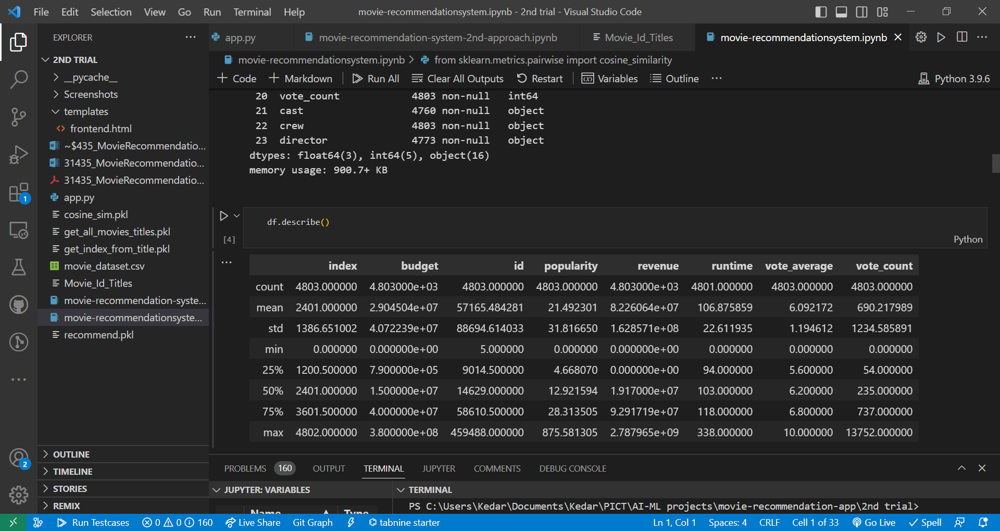 File Edit Selection View Go Run Terminal Help movie-recommendationsystem.ipynb - 2nd trial - Visual Studio Code
EXPLORER
2ND TRIAL
__pycache__
Screenshots
templates
frontend.html
~$435_MovieRecommendatio...
31435_MovieRecommendatio...
31435_MovieRecommendatio...
app.py
cosine_sim.pkl
get_all_movies_titles.pkl
get_index_from_title.pkl
movie_dataset.csv
Movie_Id_Titles
movie-recommendation-syste...
movie-recommendationsyste...
recommend.pkl
OUTLINE
TIMELINE
STORIES
REMIX
1
2
app.py movie-recommendation-system-2nd-approach.ipynb Movie_Id_Titles movie-recommendationsystem.ipynb
movie-recommendationsystem.ipynb > from sklearn.metrics.pairwise import cosine_similarity
+ Code + Markdown Run All Clear All Outputs Restart Variables Outline ... Python 3.9.6
20 vote_count 4803 non-null int64
21 cast 4760 non-null object
22 crew 4803 non-null object
23 director 4773 non-null object
dtypes: float64(3), int64(5), object(16)
memory usage: 900.7+ KB
df.describe()
[4] Python
index budget id popularity revenue runtime vote_average vote_count
count 4803.000000 4.803000e+03 4803.000000 4803.000000 4.803000e+03 4801.000000 4803.000000 4803.000000
mean 2401.000000 2.904504e+07 57165.484281 21.492301 8.226064e+07 106.875859 6.092172 690.217989
std 1386.651002 4.072239e+07 88694.614033 31.816650 1.628571e+08 22.611935 1.194612 1234.585891
min 0.000000 0.000000e+00 5.000000 0.000000 0.000000e+00 0.000000 0.000000 0.000000
25% 1200.500000 7.900000e+05 9014.500000 4.668070 0.000000e+00 94.000000 5.600000 54.000000
50% 2401.000000 1.500000e+07 14629.000000 12.921594 1.917000e+07 103.000000 6.200000 235.000000
75% 3601.500000 4.000000e+07 58610.500000 28.313505 9.291719e+07 118.000000 6.800000 737.000000
max 4802.000000 3.800000e+08 459488.000000 875.581305 2.787965e+09 338.000000 10.000000 13752.000000
PROBLEMS 160 OUTPUT TERMINAL JUPYTER COMMENTS DEBUG CONSOLE
JUPYTER: VARIABLES TERMINAL
Name Type
PS C:\Users\Kedar\Documents\Kedar\PICT\AI-ML projects\movie-recommendation-app\2nd trial>
Run Testcases 0 0 160 Live Share Git Graph tabnine starter Ln 1, Col 1 Spaces: 4 CRLF Cell 1 of 33 Go Live Spell